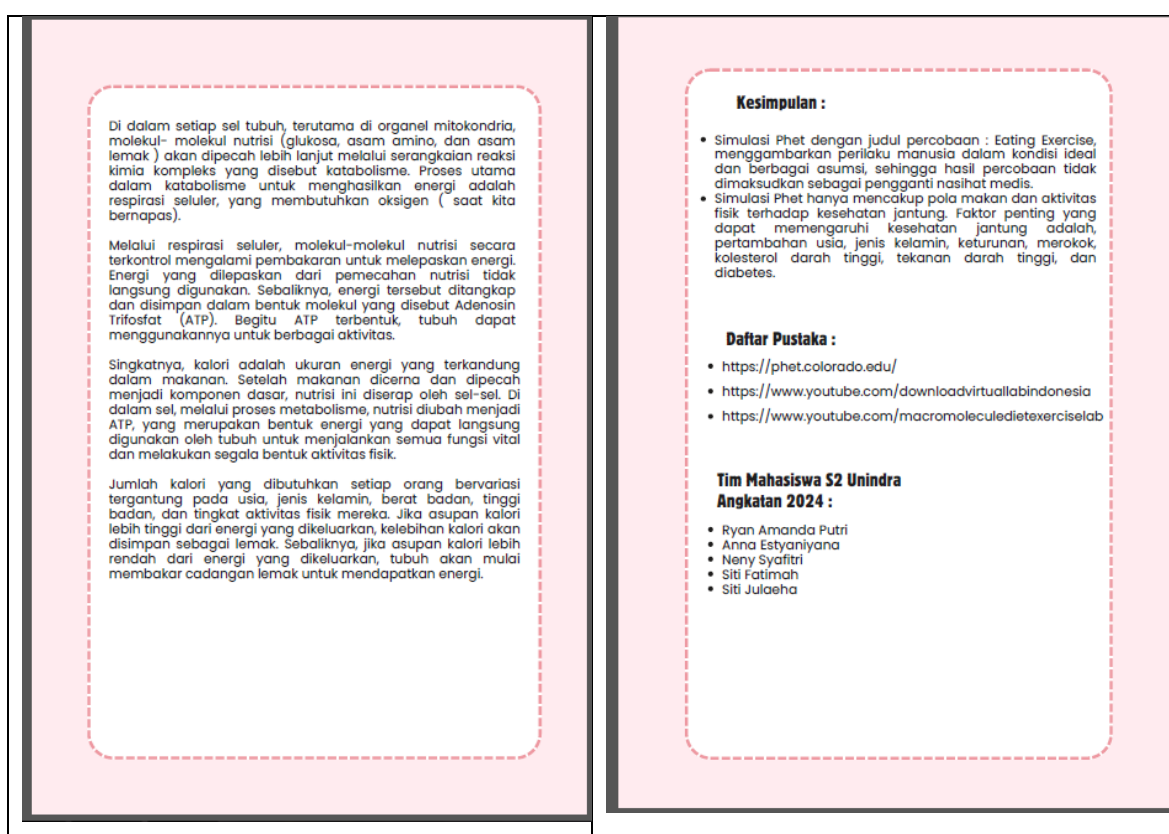 Di dalam setiap sel tubuh, terutama di organel mitokondria,
molekul- molekul nutrisi (glukosa, asam amino, dan asam
lemak ) akan dipecah lebih lanjut melalui serangkaian reaksi
kimia kompleks yang disebut katabolisme. Proses utama
dalam katabolisme untuk menghasilkan energi adalah
respirasi seluler, yang membutuhkan oksigen ( saat kita
bernapas).
Melalui respirasi seluler, molekul-molekul nutrisi secara
terkontrol mengalami pembakaran untuk melepaskan energi.
Energi yang dilepaskan dari pemecahan nutrisi tidak
langsung digunakan. Sebaliknya, energi tersebut ditangkap
dan disimpan dalam bentuk molekul yang disebut Adenosin
Trifosfat (ATP). Begitu ATP terbentuk, tubuh dapat
menggunakannya untuk berbagai aktivitas.
Singkatnya, kalori adalah ukuran energi yang terkandung
dalam makanan. Setelah makanan dicerna dan dipecah
menjadi komponen dasar, nutrisi ini diserap oleh sel-sel. Di
dalam sel, melalui proses metabolisme, nutrisi diubah menjadi
ATP, yang merupakan bentuk energi yang dapat langsung
digunakan oleh tubuh untuk menjalankan semua fungsi vital
dan melakukan segala bentuk aktivitas fisik.
Jumlah kalori yang dibutuhkan setiap orang bervariasi
tergantung pada usia, jenis kelamin, berat badan, tinggi
badan, dan tingkat aktivitas fisik mereka. Jika asupan kalori
lebih tinggi dari energi yang dikeluarkan, kelebihan kalori akan
disimpan sebagai lemak. Sebaliknya, jika asupan kalori lebih
rendah dari energi yang dikeluarkan, tubuh akan mulai
membakar cadangan lemak untuk mendapatkan energi.
Kesimpulan :
• Simulasi Phet dengan judul percobaan : Eating Exercise,
menggambarkan perilaku manusia dalam kondisi ideal
dan berbagai asumsi, sehingga hasil percobaan tidak
dimaksudkan sebagai pengganti nasihat medis.
• Simulasi Phet hanya mencakup pola makan dan aktivitas
fisik terhadap kesehatan jantung. Faktor penting yang
dapat memengaruhi kesehatan jantung adalah,
pertambahan usia, jenis kelamin, keturunan, merokok,
kolesterol darah tinggi, tekanan darah tinggi, dan
diabetes.
Daftar Pustaka :
• https://phet.colorado.edu/
• https://www.youtube.com/downloadvirtuallabindonesia
• https://www.youtube.com/macromoleculedietexerciselab
Tim Mahasiswa S2 Unindra
Angkatan 2024 :
• Ryan Amanda Putri
• Anna Estyaniyana
• Neny Syafitri
• Siti Fatimah
• Siti Julaeha